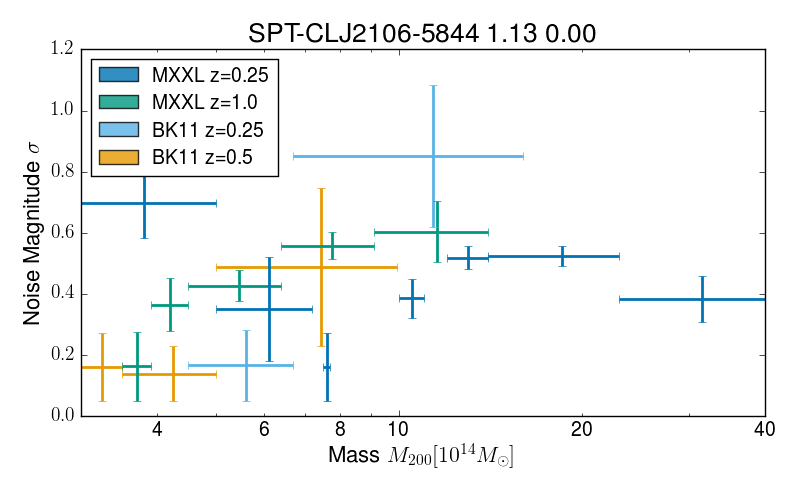 SPT-CLJ2106-5844 1.13 0.00
1.2
1.0
0.8
0.6
0.4
0.2
0.0
Noise Magnitude σ
MXXL z=0.25
MXXL z=1.0
BK11 z=0.25
BK11 z=0.5
4 6 8 10 20 40
Mass M₂₀₀[10¹⁴M☉]